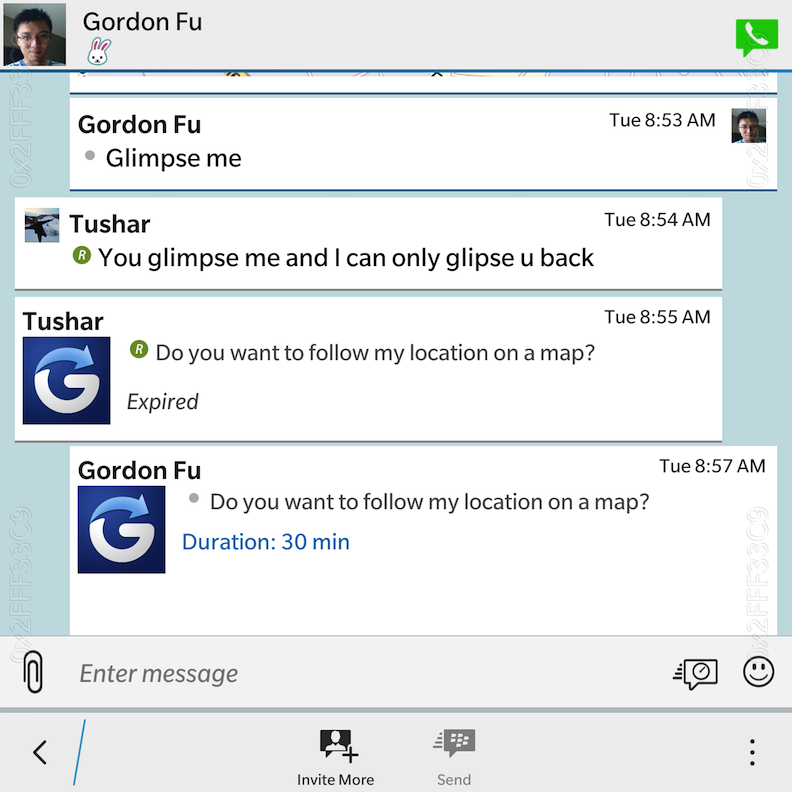 Gordon Fu
Gordon Fu
Tue 8:53 AM
Glimpse me
Tushar
Tue 8:54 AM
R You glimpse me and I can only glipse u back
Tushar
Tue 8:55 AM
R Do you want to follow my location on a map?
Expired
Gordon Fu
Tue 8:57 AM
Do you want to follow my location on a map?
Duration: 30 min
0x2FFF33C9
0x2FFF33C9
Enter message
Invite More
Send